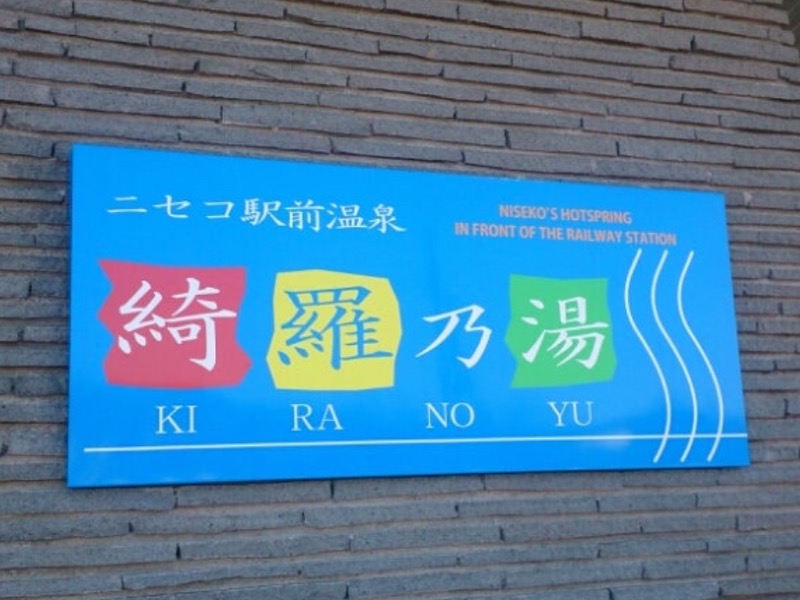 ニセコ駅前温泉
NISEKO'S HOTSPRING
IN FRONT OF THE RAILWAY STATION
綺羅乃湯
KI RA NO YU